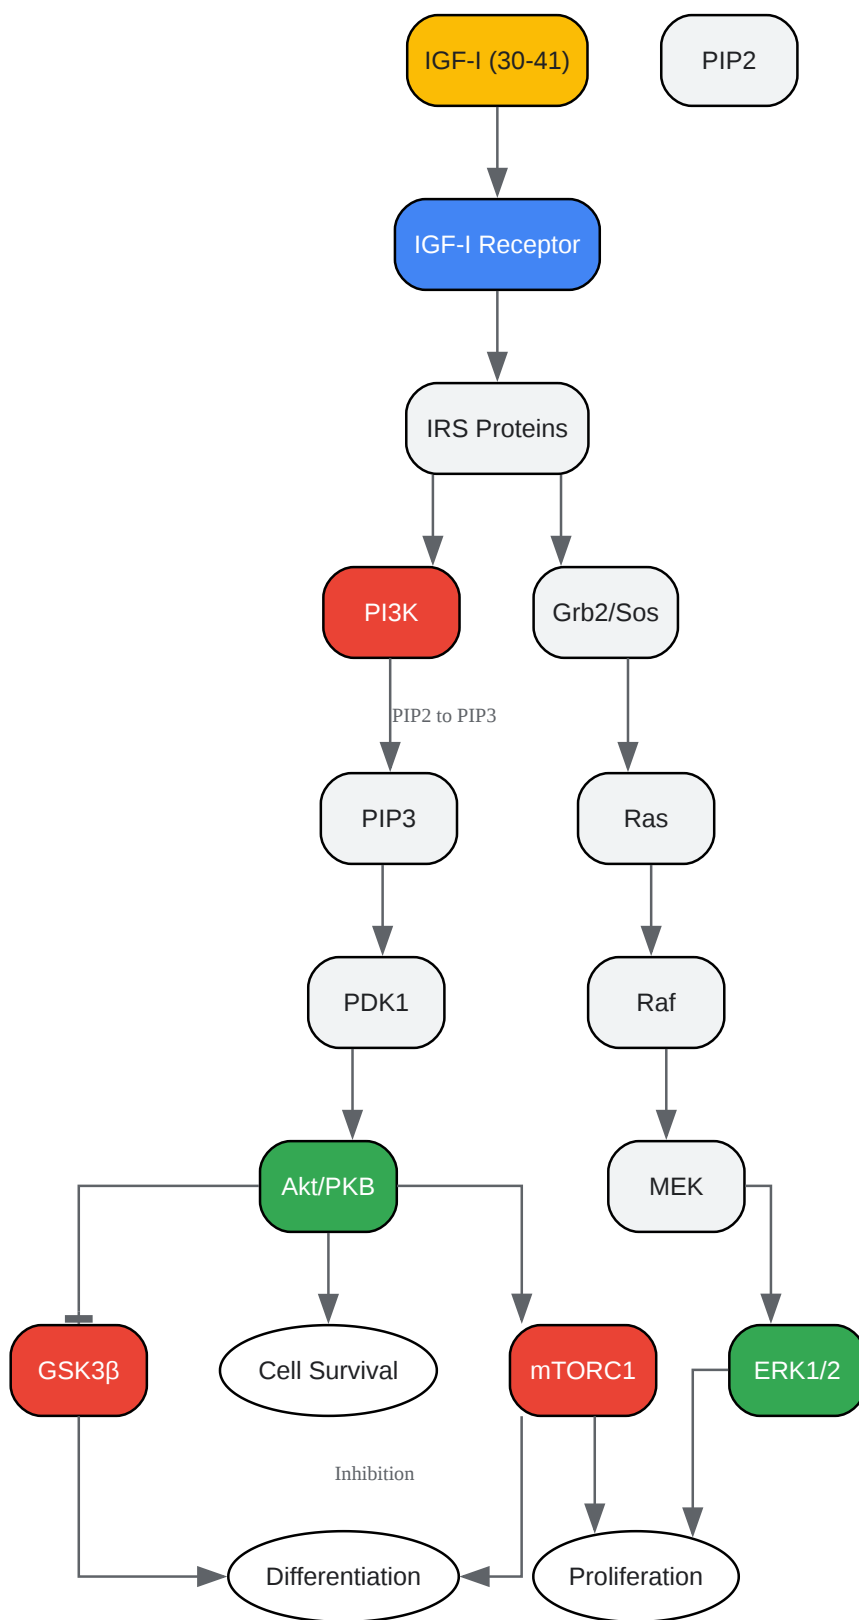 IGF-I (30-41)
PIP2
IGF-I Receptor
IRS Proteins
PI3K
Grb2/Sos
PIP2 to PIP3
PIP3
Ras
PDK1
Raf
Akt/PKB
MEK
GSK3β
Cell Survival
mTORC1
ERK1/2
Inhibition
Differentiation
Proliferation